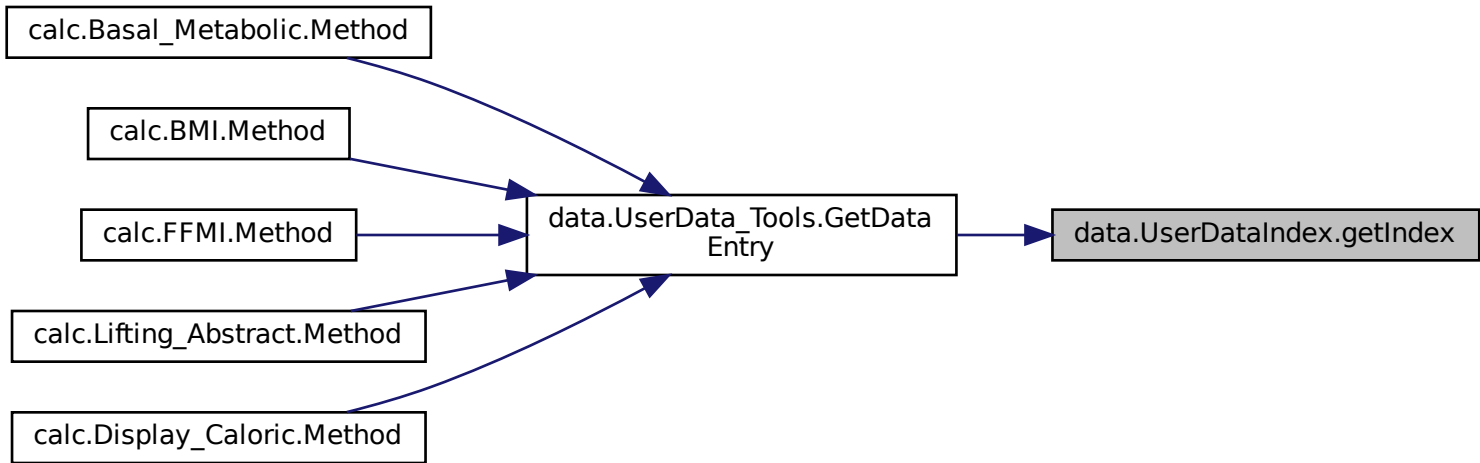 calc.Basal_Metabolic.Method
calc.BMI.Method
calc.FFMI.Method
calc.Lifting_Abstract.Method
calc.Display_Caloric.Method
data.UserData_Tools.GetData
Entry
data.UserDataIndex.getIndex